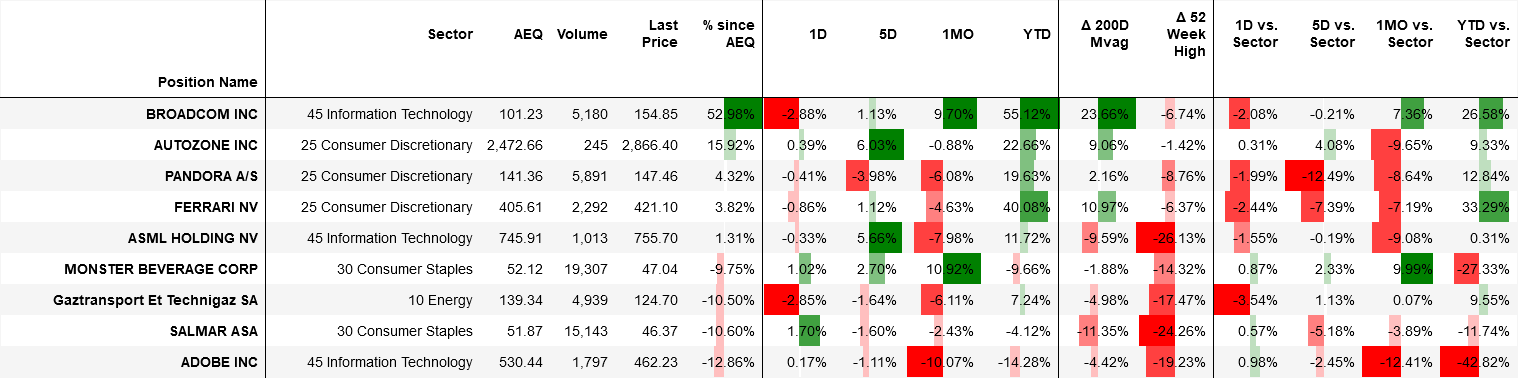 Position Name Sector AEQ Volume Last Price % since AEQ 1D 5D 1MO YTD Δ 200D Mvag Δ 52 Week High 1D vs. Sector 5D vs. Sector 1MO vs. Sector YTD vs. Sector
BROADCOM INC 45 Information Technology 101.23 5,180 154.85 52.98% -2.88% 1.13% 9.70% 55.12% 23.66% -6.74% -2.08% -0.21% 7.36% 26.58%
AUTOZONE INC 25 Consumer Discretionary 2,472.66 245 2,866.40 15.92% 0.39% 6.03% -0.88% 22.66% 9.06% -1.42% 0.31% 4.08% -9.65% 9.33%
PANDORA A/S 25 Consumer Discretionary 141.36 5,891 147.46 4.32% -0.41% -3.98% -6.08% 19.63% 2.16% -8.76% -1.99% -12.49% -8.64% 12.84%
FERRARI NV 25 Consumer Discretionary 405.61 2,292 421.10 3.82% -0.86% 1.12% -4.63% 40.08% 10.97% -6.37% -2.44% -7.39% -7.19% 33.29%
ASML HOLDING NV 45 Information Technology 745.91 1,013 755.70 1.31% -0.33% 5.66% -7.98% 11.72% -9.59% -26.13% -1.55% -0.19% -9.08% 0.31%
MONSTER BEVERAGE CORP 30 Consumer Staples 52.12 19,307 47.04 -9.75% 1.02% 2.70% 10.92% -9.66% -1.88% -14.32% 0.87% 2.33% 9.99% -27.33%
Gaztransport Et Technigaz SA 10 Energy 139.34 4,939 124.70 -10.50% -2.85% -1.64% -6.11% 7.24% -4.98% -17.47% -3.54% 1.13% 0.07% 9.55%
SALMAR ASA 30 Consumer Staples 51.87 15,143 46.37 -10.60% 1.70% -1.60% -2.43% -4.12% -11.35% -24.26% 0.57% -5.18% -3.89% -11.74%
ADOBE INC 45 Information Technology 530.44 1,797 462.23 -12.86% 0.17% -1.11% -10.07% -14.28% -4.42% -19.23% 0.98% -2.45% -12.41% -42.82%